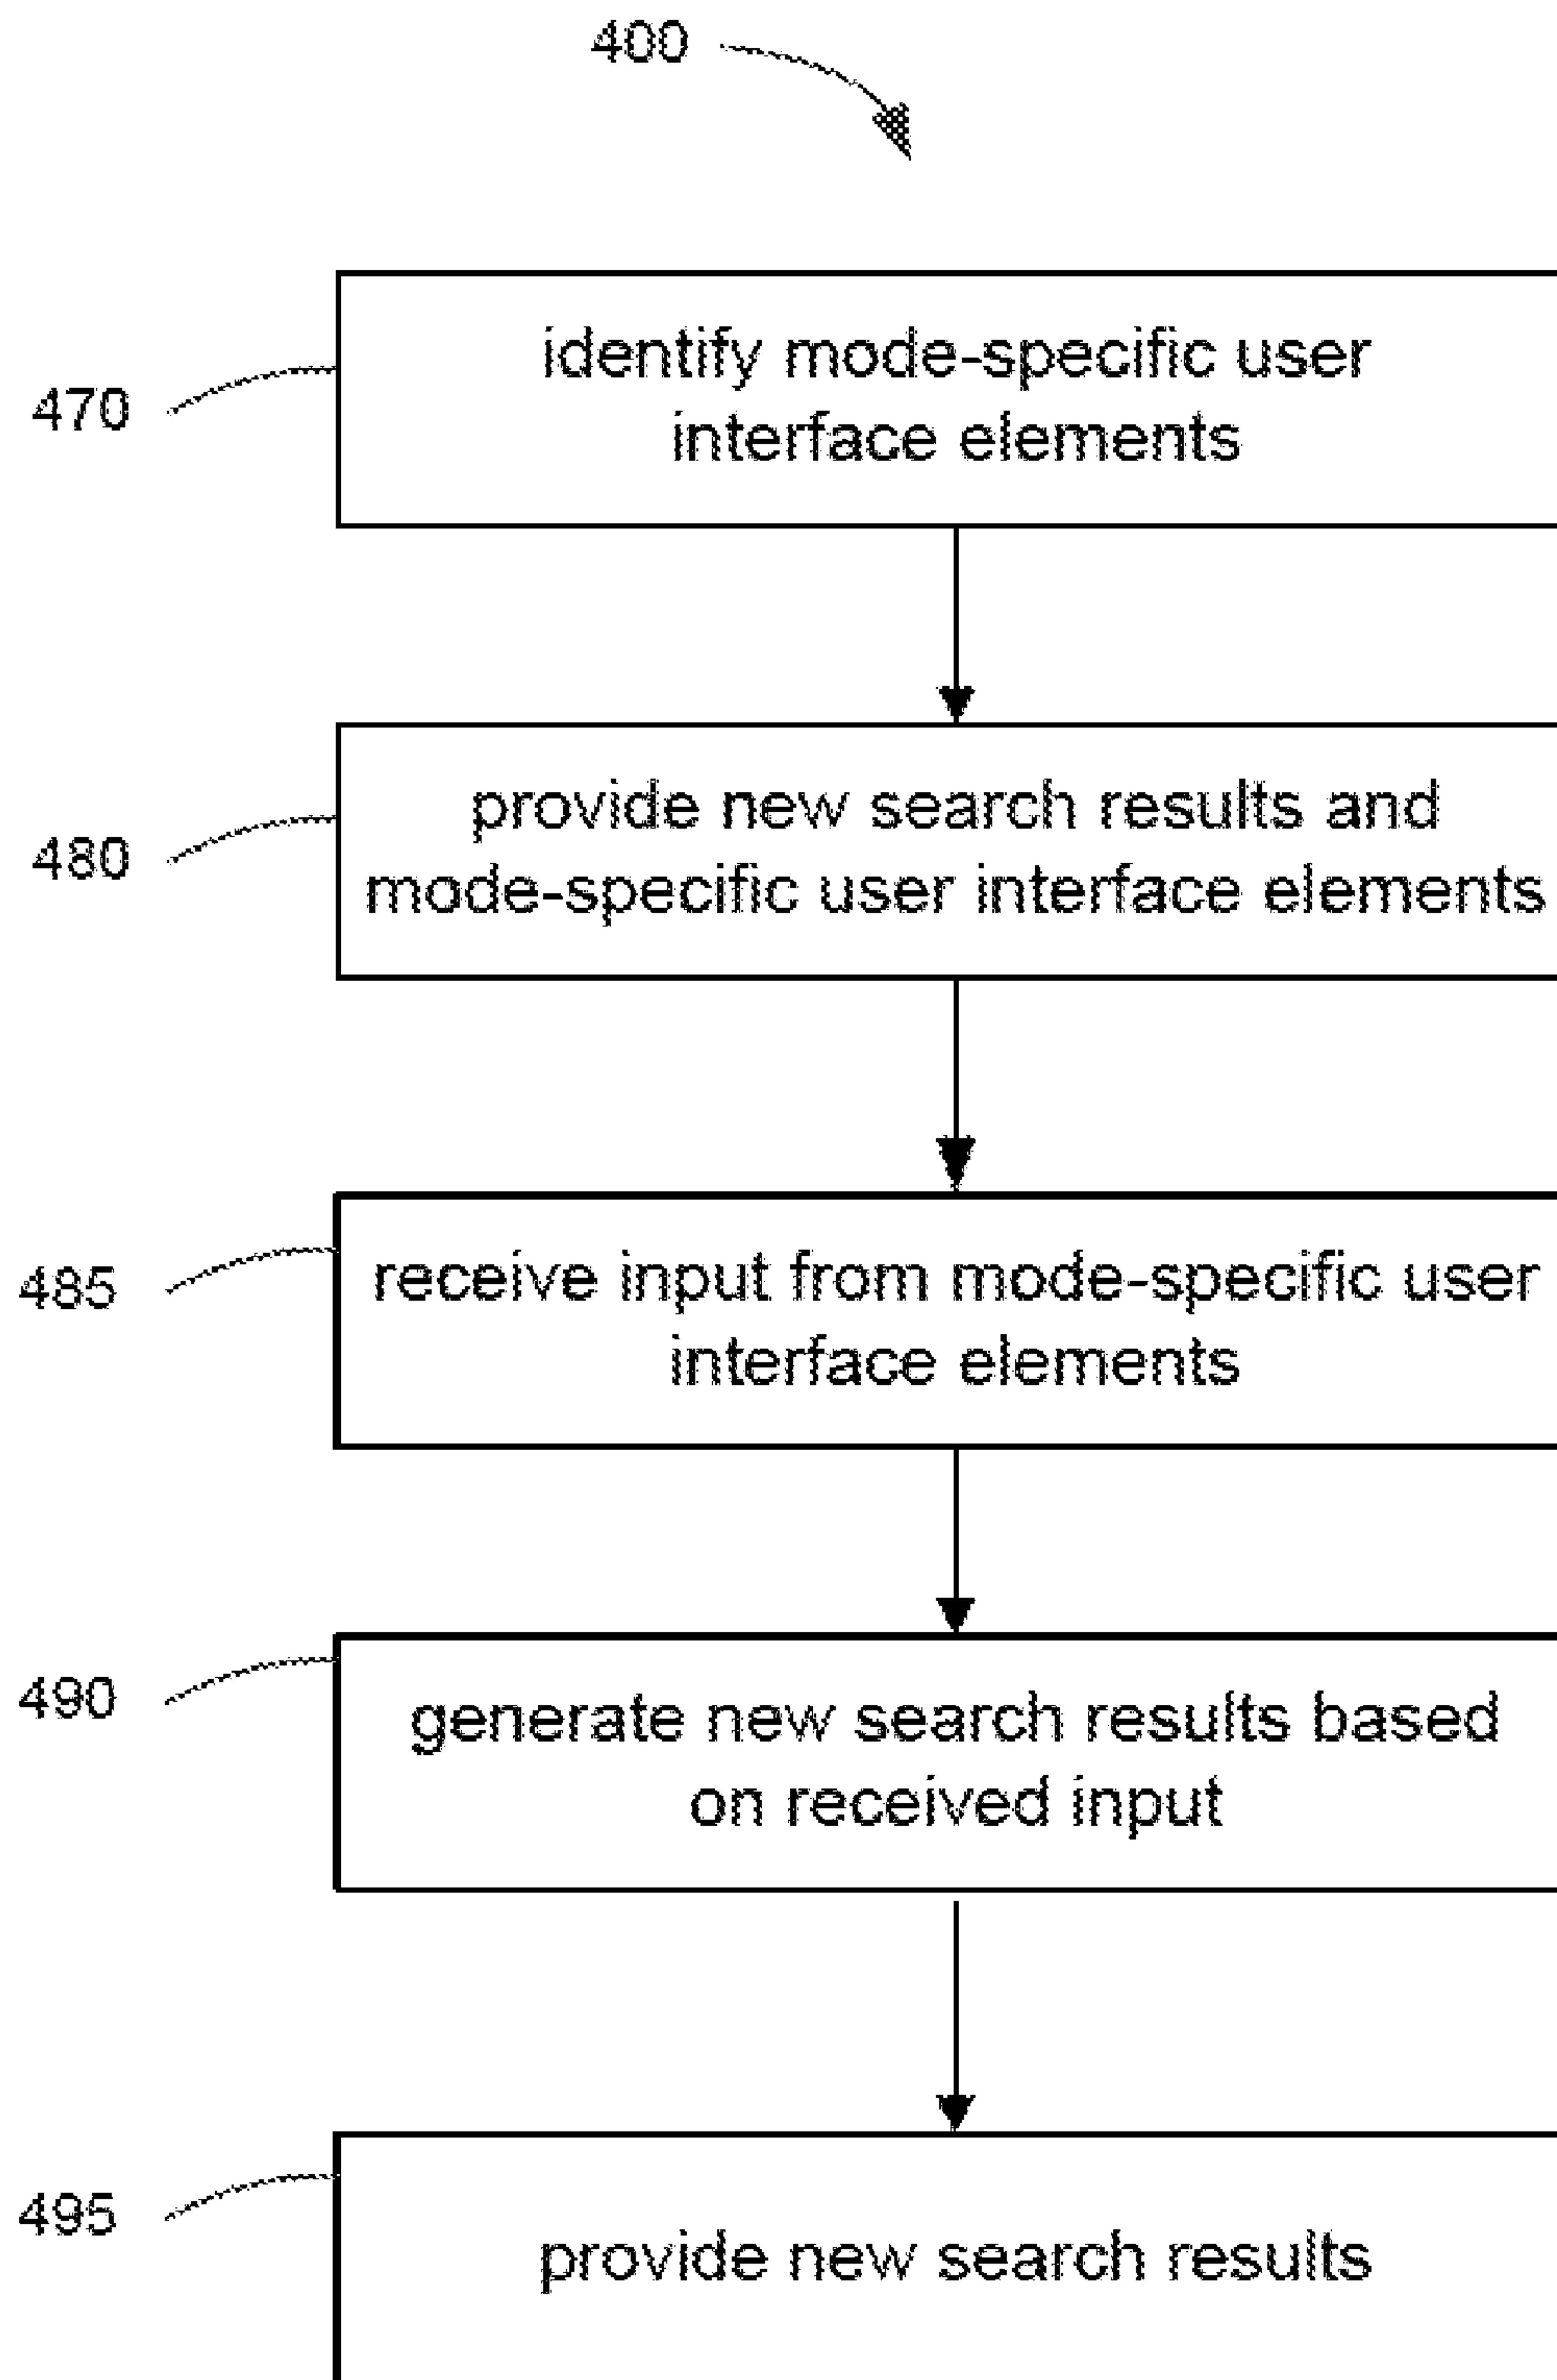 400
470
identify mode-specific user
interface elements
480
provide new search results and
mode-specific user interface elements
485
receive input from mode-specific user
interface elements
490
generate new search results based
on received input
495
provide new search results